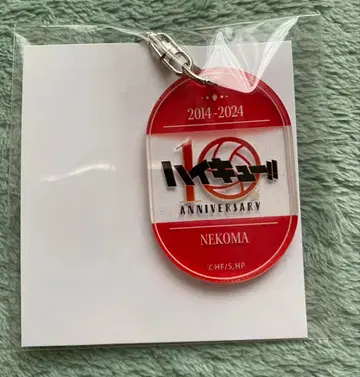 2014-2024
10
ハイキュー!!
ANNIVERSARY
NEKOMA
©HF/S,HP